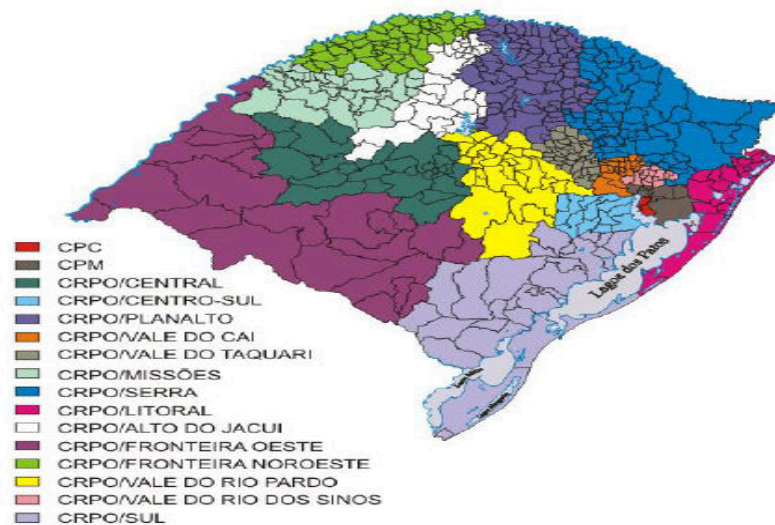 Lagoa dos Patos
CPC
CPM
CRPO/CENTRAL
CRPO/CENTRO-SUL
CRPO/PLANALTO
CRPO/VALE DO CAI
CRPO/VALE DO TAQUARI
CRPO/MISSÕES
CRPO/SERRA
CRPO/LITORAL
CRPO/ALTO DO JACUI
CRPO/FRONTEIRA OESTE
CRPO/FRONTEIRA NOROESTE
CRPO/VALE DO RIO PARDO
CRPO/VALE DO RIO DOS SINOS
CRPO/SUL